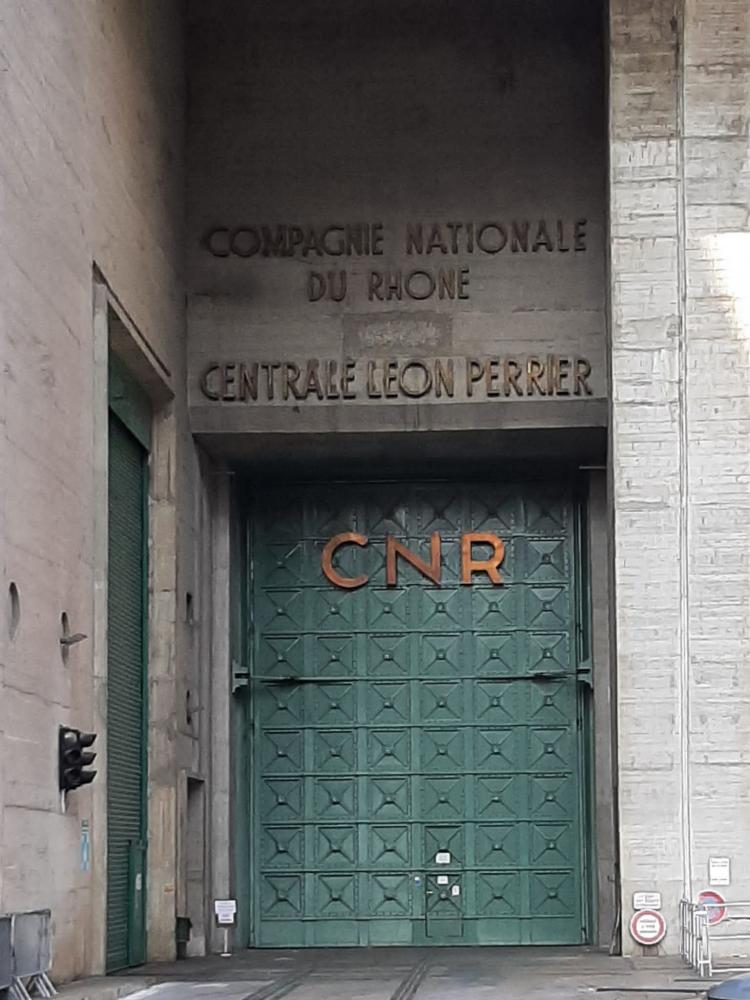 COMPAGNIE NATIONALE
DU RHONE
CENTRALE LEON PERRIER
CNR